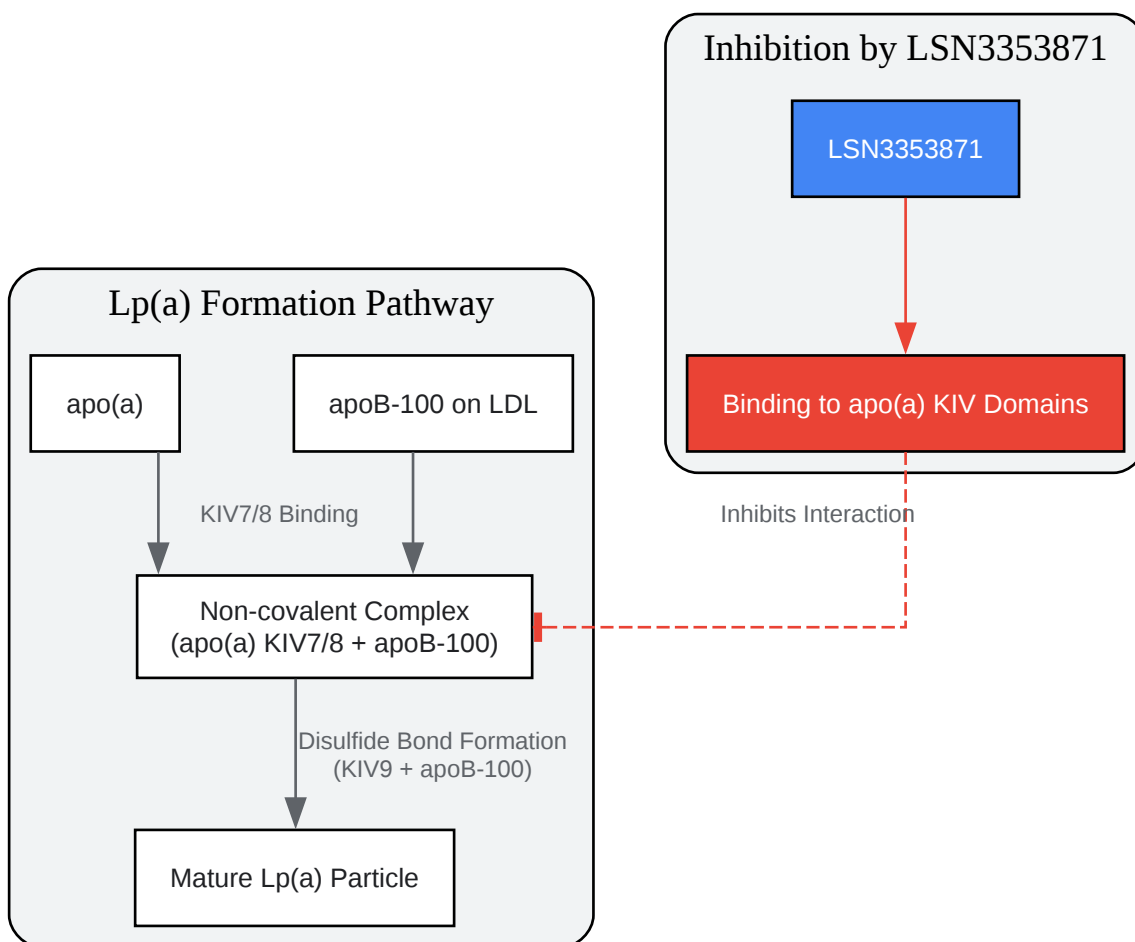 Inhibition by LSN3353871
LSN3353871
Binding to apo(a) KIV Domains
Inhibits Interaction
Lp(a) Formation Pathway
apo(a)
apoB-100 on LDL
KIV7/8 Binding
Non-covalent Complex
(apo(a) KIV7/8 + apoB-100)
Disulfide Bond Formation
(KIV9 + apoB-100)
Mature Lp(a) Particle